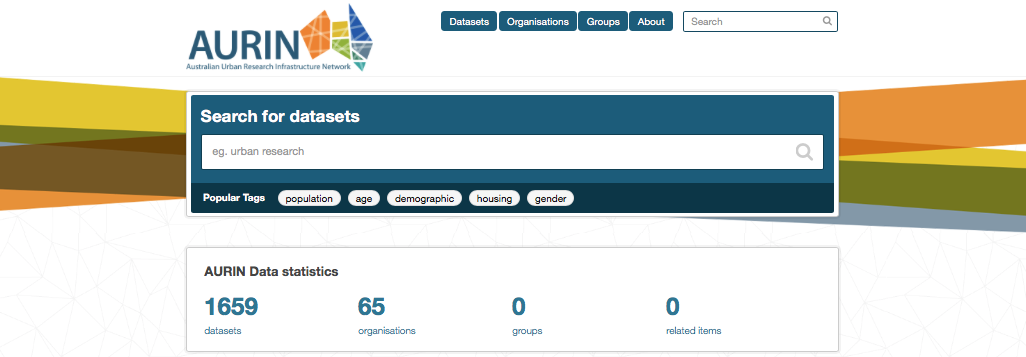 AURIN
Australian Urban Research Infrastructure Network
Datasets Organisations Groups About Search
Search for datasets
eg. urban research
Popular Tags population age demographic housing gender
AURIN Data statistics
1659 65 0 0
datasets organisations groups related items